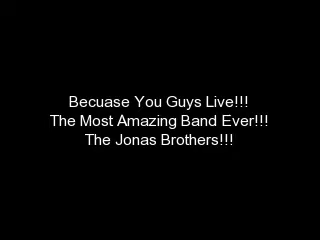 Becuase You Guys Live!!!
The Most Amazing Band Ever!!!
The Jonas Brothers!!!